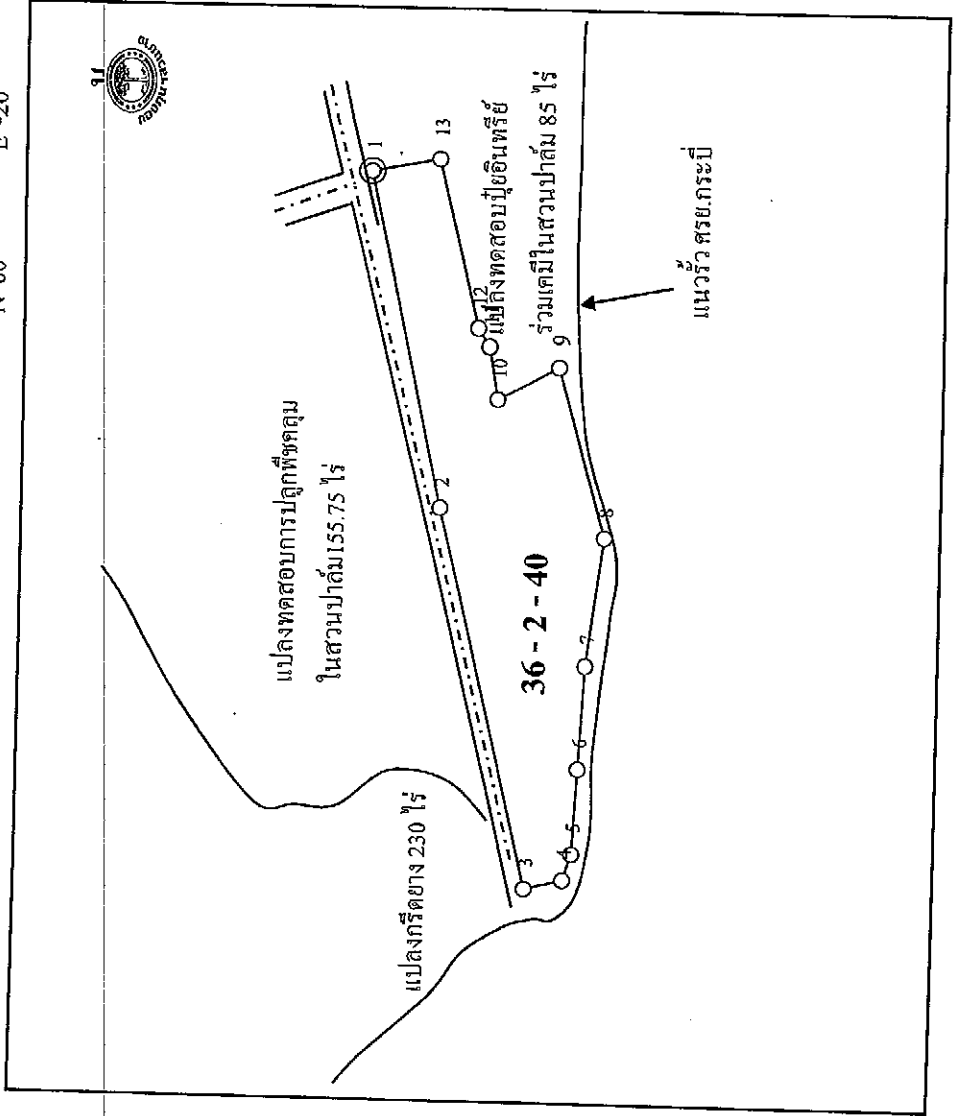 แปลงทดสอบการปลูกพืชคลุม
ในสวนปาล์ม155.75 ไร่
แปลงกรีดยาง 230 ไร่
1
2
3
4
5
6
7
8
9
10
12
13
36 - 2 - 40
แปลงทดสอบปุ๋ยอินทรีย์
ร่วมเคมีในสวนปาล์ม 85 ไร่
แนวรั้ว ศรย.กระบี่